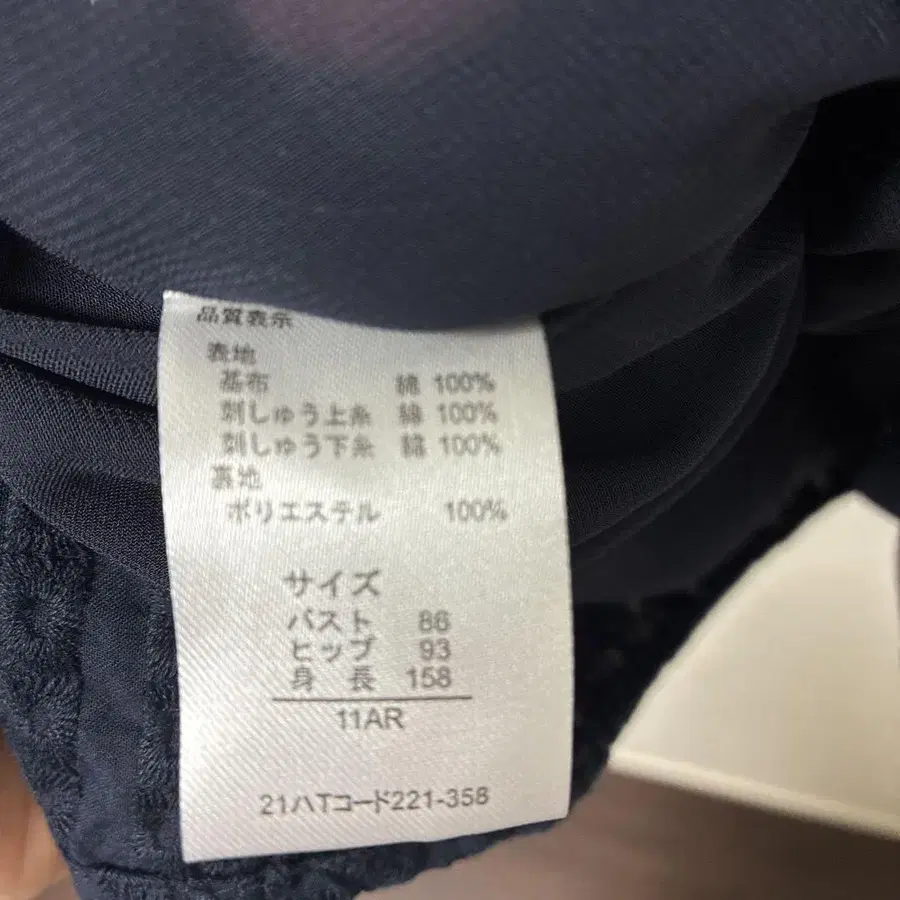 品質表示
表地
基布 綿 100%
刺しゅう上糸 綿 100%
刺しゅう下糸 綿 100%
裏地
ポリエステル 100%
サイズ
バスト 86
ヒップ 93
身長 158
11AR
21ハTコード221-358